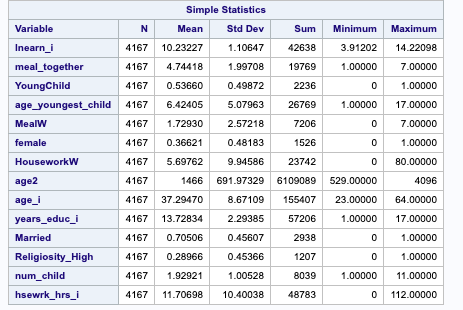 Simple Statistics
Variable N Mean Std Dev Sum Minimum Maximum
lnearn_i 4167 10.23227 1.10647 42638 3.91202 14.22098
meal_together 4167 4.74418 1.99708 19769 1.00000 7.00000
YoungChild 4167 0.53660 0.49872 2236 0 1.00000
age_youngest_child 4167 6.42405 5.07963 26769 1.00000 17.00000
MealW 4167 1.72930 2.57218 7206 0 7.00000
female 4167 0.36621 0.48183 1526 0 1.00000
HouseworkW 4167 5.69762 9.94586 23742 0 80.00000
age2 4167 1466 691.97329 6109089 529.00000 4096
age_i 4167 37.29470 8.67109 155407 23.00000 64.00000
years_educ_i 4167 13.72834 2.29385 57206 1.00000 17.00000
Married 4167 0.70506 0.45607 2938 0 1.00000
Religiosity_High 4167 0.28966 0.45366 1207 0 1.00000
num_child 4167 1.92921 1.00528 8039 1.00000 11.00000
hsewrk_hrs_i 4167 11.70698 10.40038 48783 0 112.00000